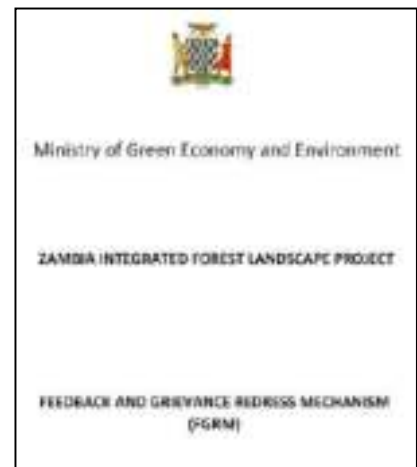 Ministry of Green Economy and Environment
ZAMBIA INTEGRATED FOREST LANDSCAPE PROJECT
FEEDBACK AND GRIEVANCE REDRESS MECHANISM
(FGRM)